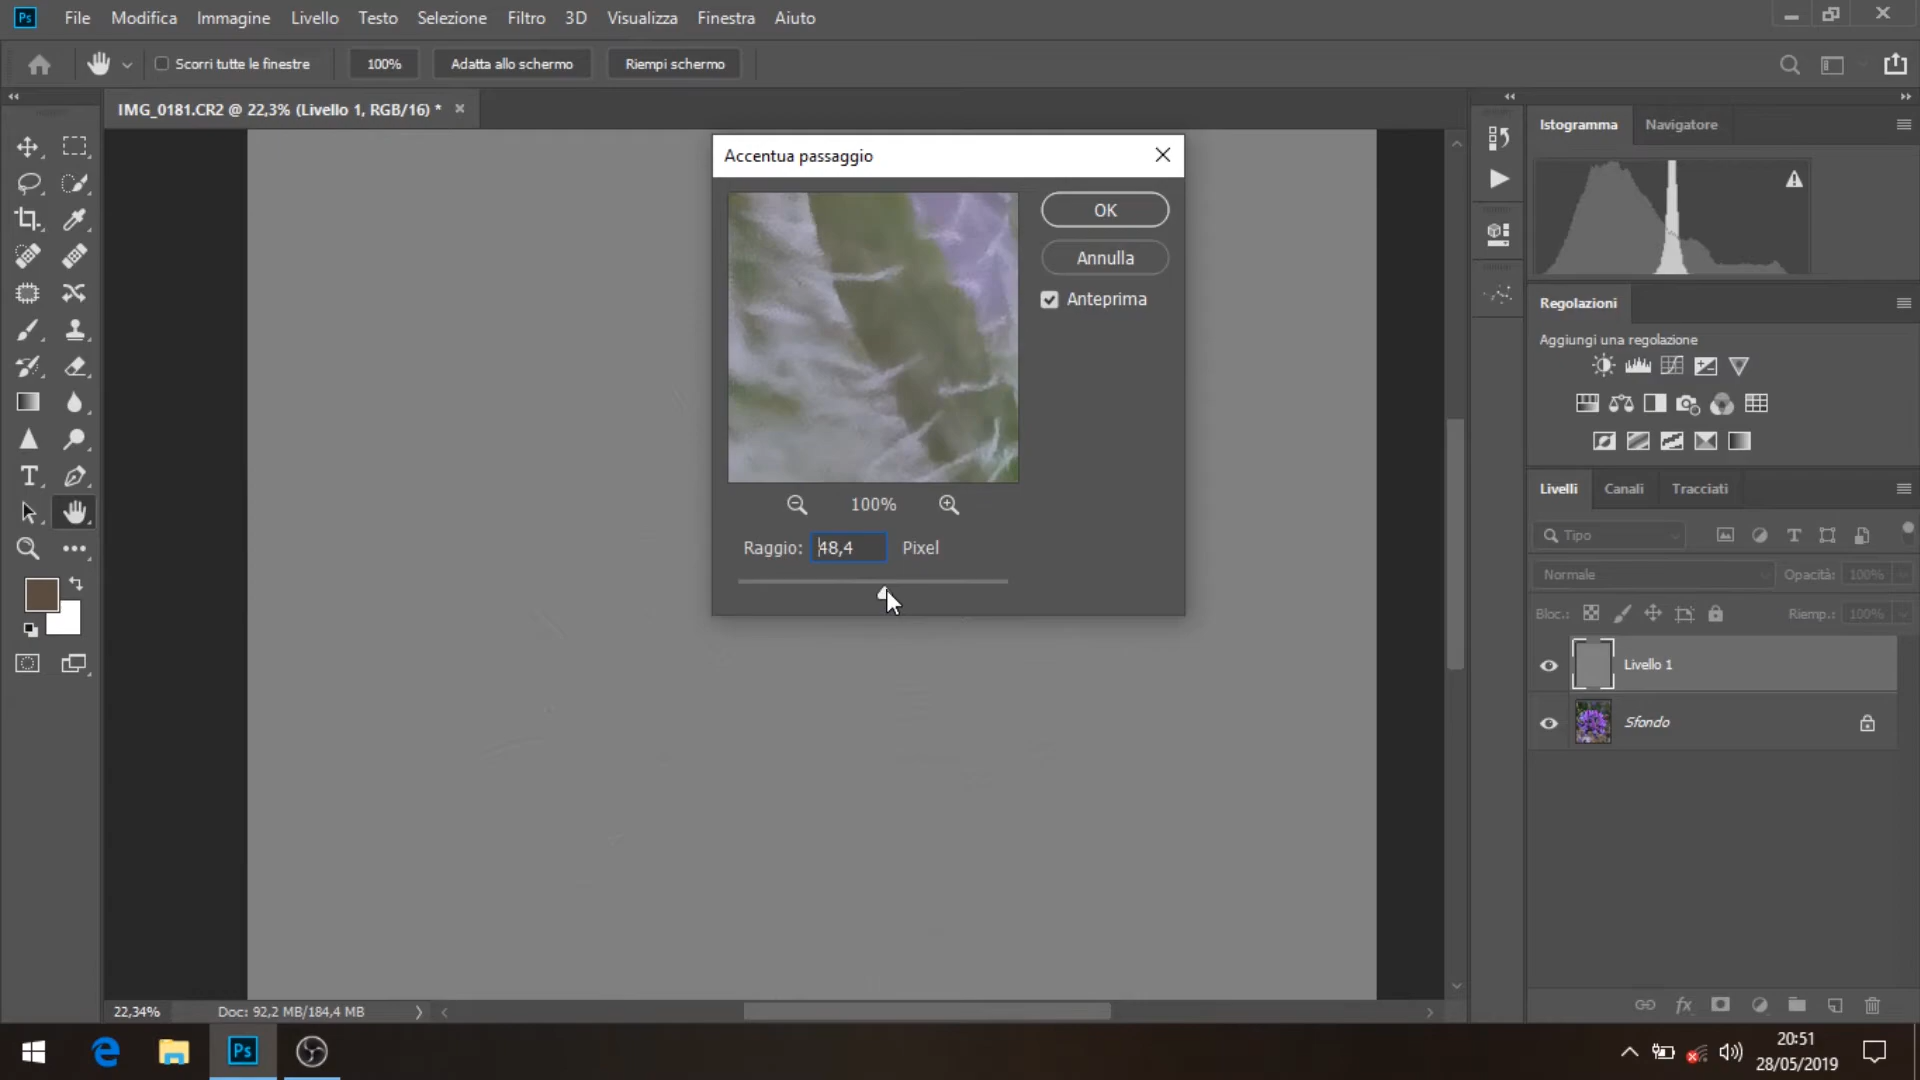 Ps File Modifica Immagine Livello Testo Selezione Filtro 3D Visualizza Finestra Aiuto
Scorri tutte le finestre 100% Adatta allo schermo Riempi schermo
IMG_0181.CR2 @ 22,3% (Livello 1, RGB/16) *
Accentua passaggio
OK
Annulla
Anteprima
100%
Raggio: 48,4 Pixel
Istogramma Navigatore
Regolazioni
Aggiungi una regolazione
Livelli Canali Tracciati
Tipo
Normale Opacità: 100%
Bloc.: Riemp.: 100%
Livello 1
Sfondo
fx
22,34% Doc: 92,2 MB/184,4 MB
Ps
20:51
28/05/2019